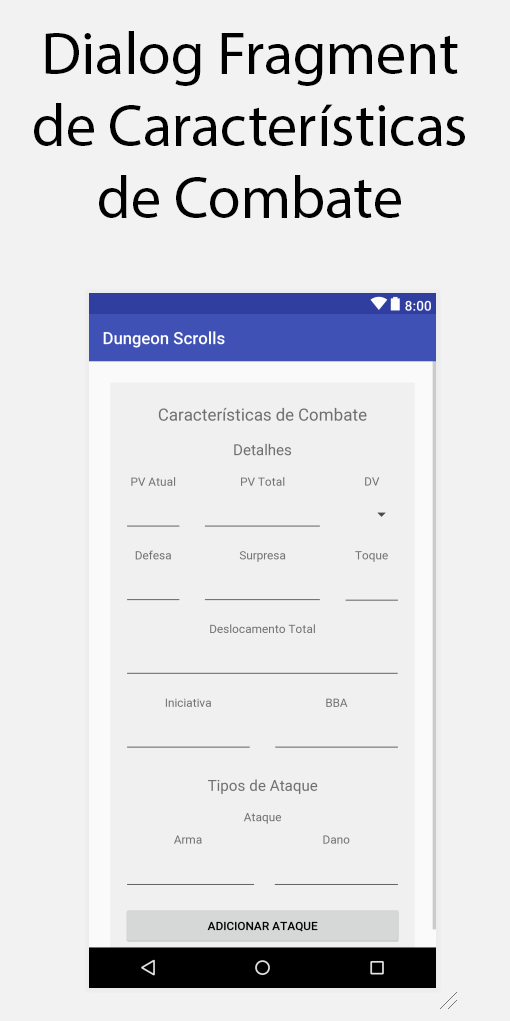 Dialog Fragment
de Características
de Combate
8:00
Dungeon Scrolls
Características de Combate
Detalhes
PV Atual PV Total DV
Defesa Surpresa Toque
Deslocamento Total
Iniciativa BBA
Tipos de Ataque
Ataque
Arma Dano
ADICIONAR ATAQUE